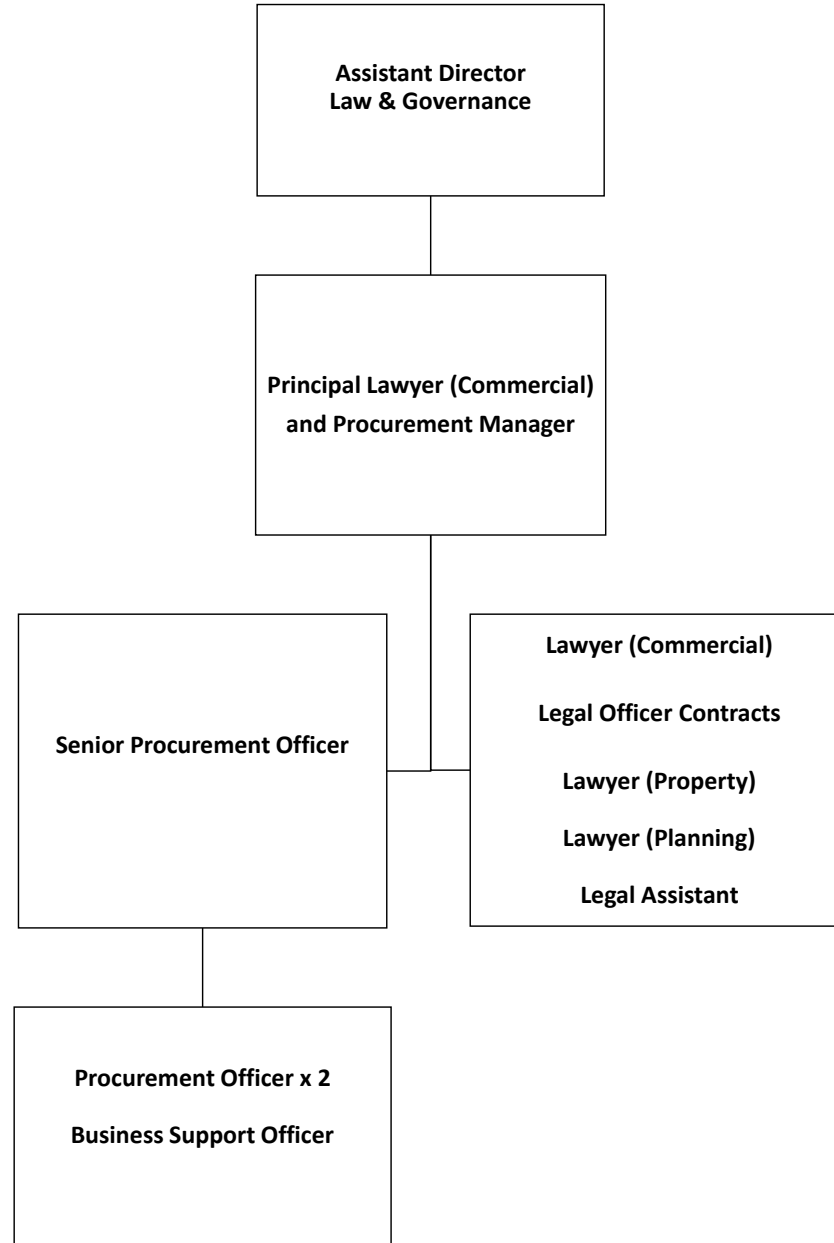 Assistant Director
Law & Governance
Principal Lawyer (Commercial)
and Procurement Manager
Senior Procurement Officer
Lawyer (Commercial)
Legal Officer Contracts
Lawyer (Property)
Lawyer (Planning)
Legal Assistant
Procurement Officer x 2
Business Support Officer